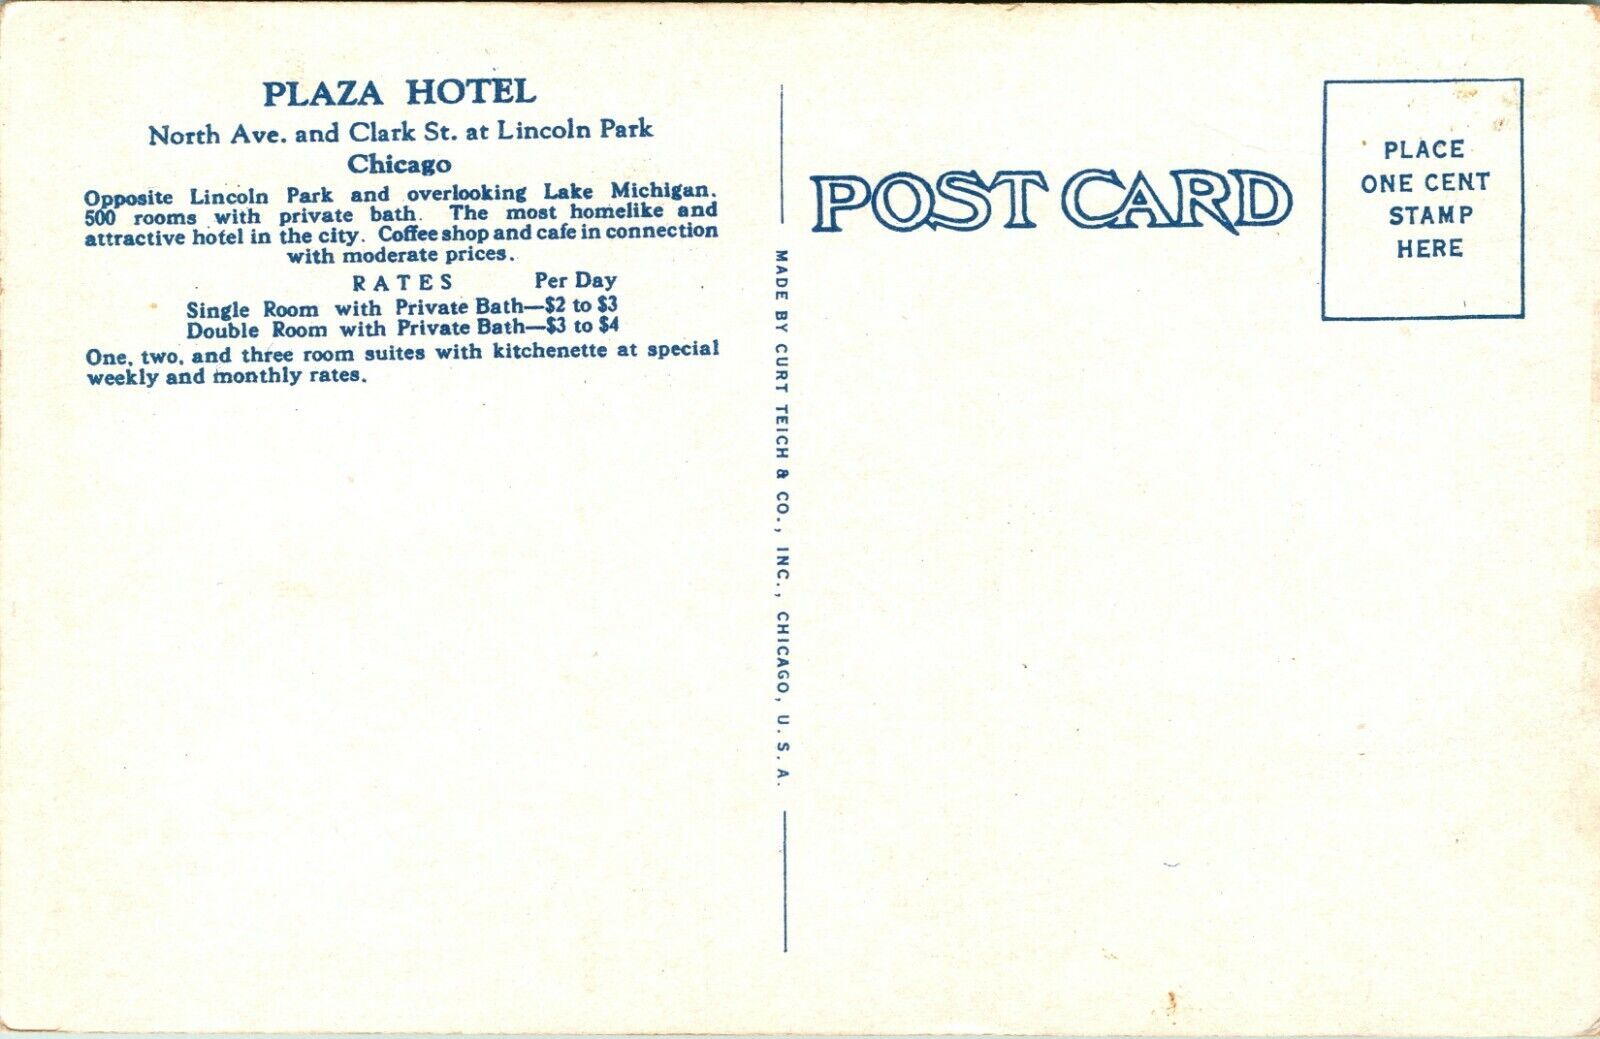 PLAZA HOTEL
North Ave. and Clark St. at Lincoln Park
Chicago
Opposite Lincoln Park and overlooking Lake Michigan.
500 rooms with private bath. The most homelike and
attractive hotel in the city. Coffee shop and cafe in connection
with moderate prices.
RATES Per Day
Single Room with Private Bath—$2 to $3
Double Room with Private Bath—$3 to $4
One, two, and three room suites with kitchenette at special
weekly and monthly rates.
MADE BY CURT TEICH & CO., INC., CHICAGO, U. S. A.
POST CARD
PLACE
ONE CENT
STAMP
HERE